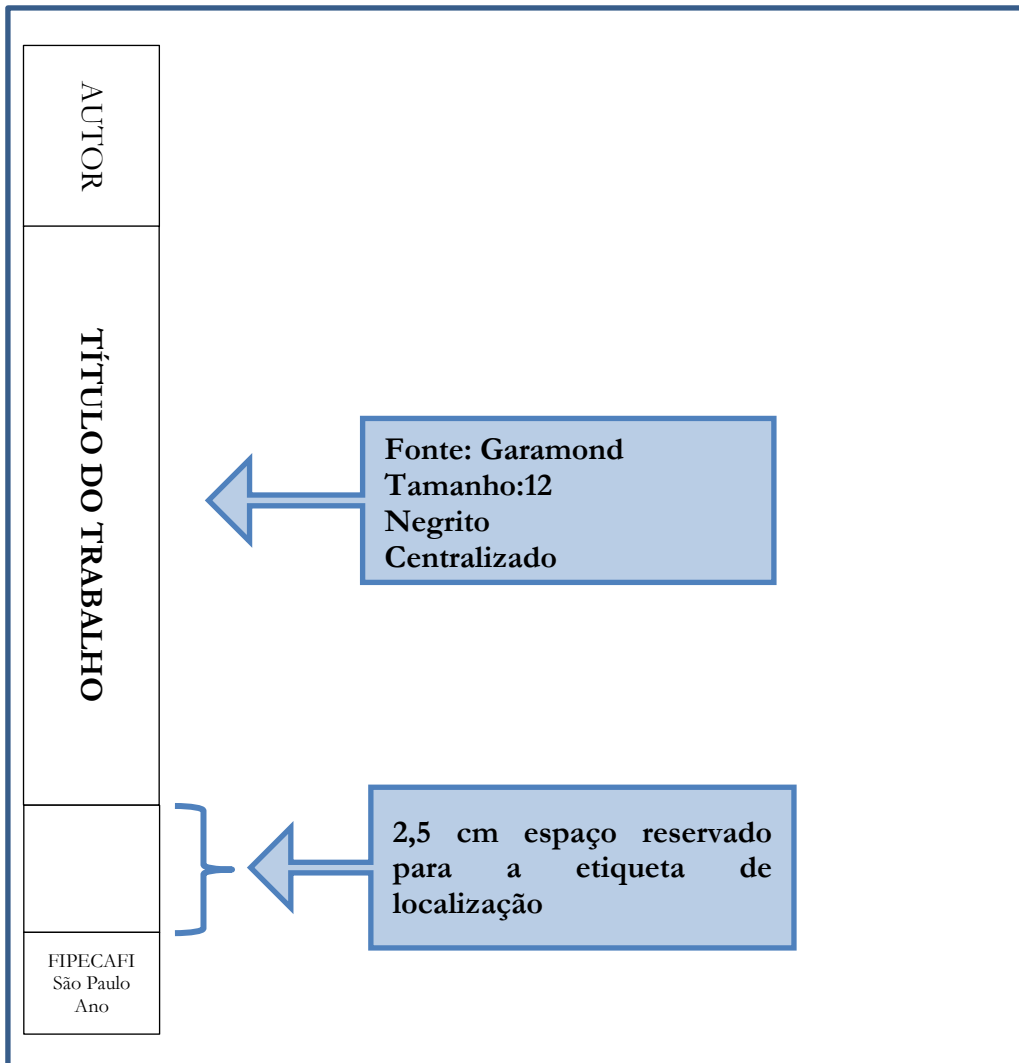 AUTOR
TÍTULO DO TRABALHO
Fonte: Garamond
Tamanho:12
Negrito
Centralizado
2,5 cm espaço reservado
para a etiqueta de
localização
FIPECAFI
São Paulo
Ano